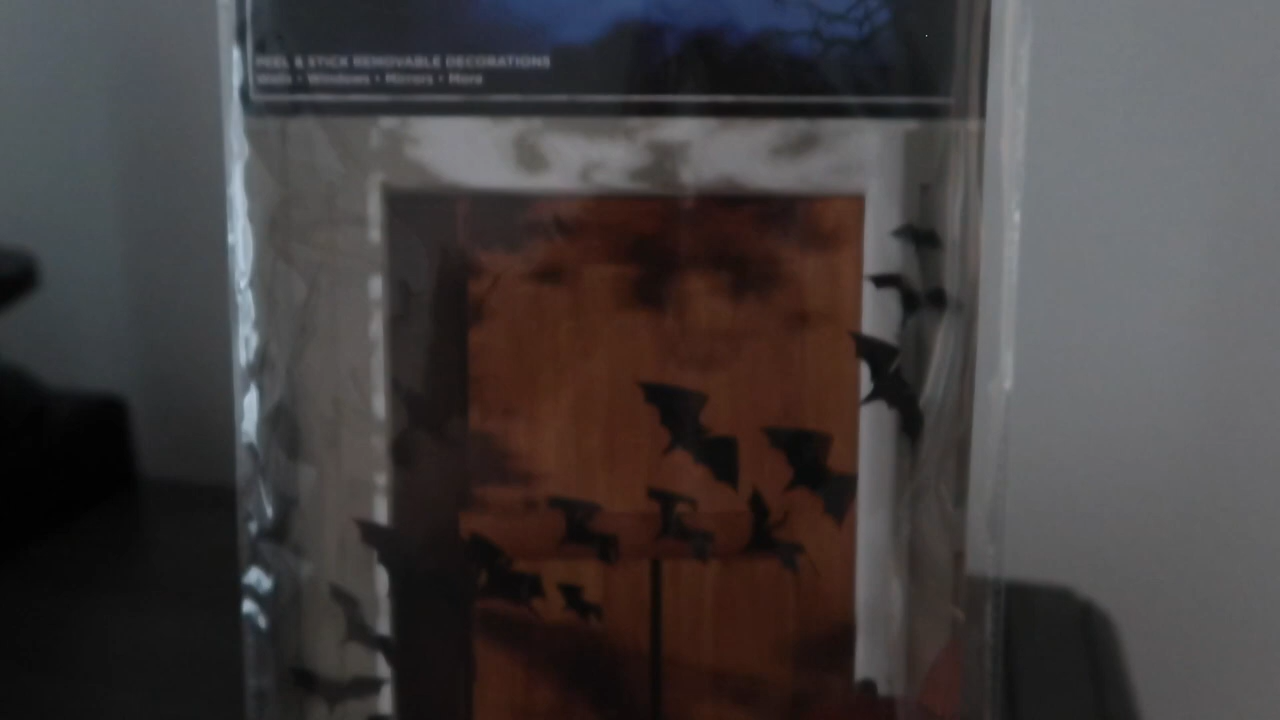 PEEL & STICK REMOVABLE DECORATIONS
Walls • Windows • Mirrors • More